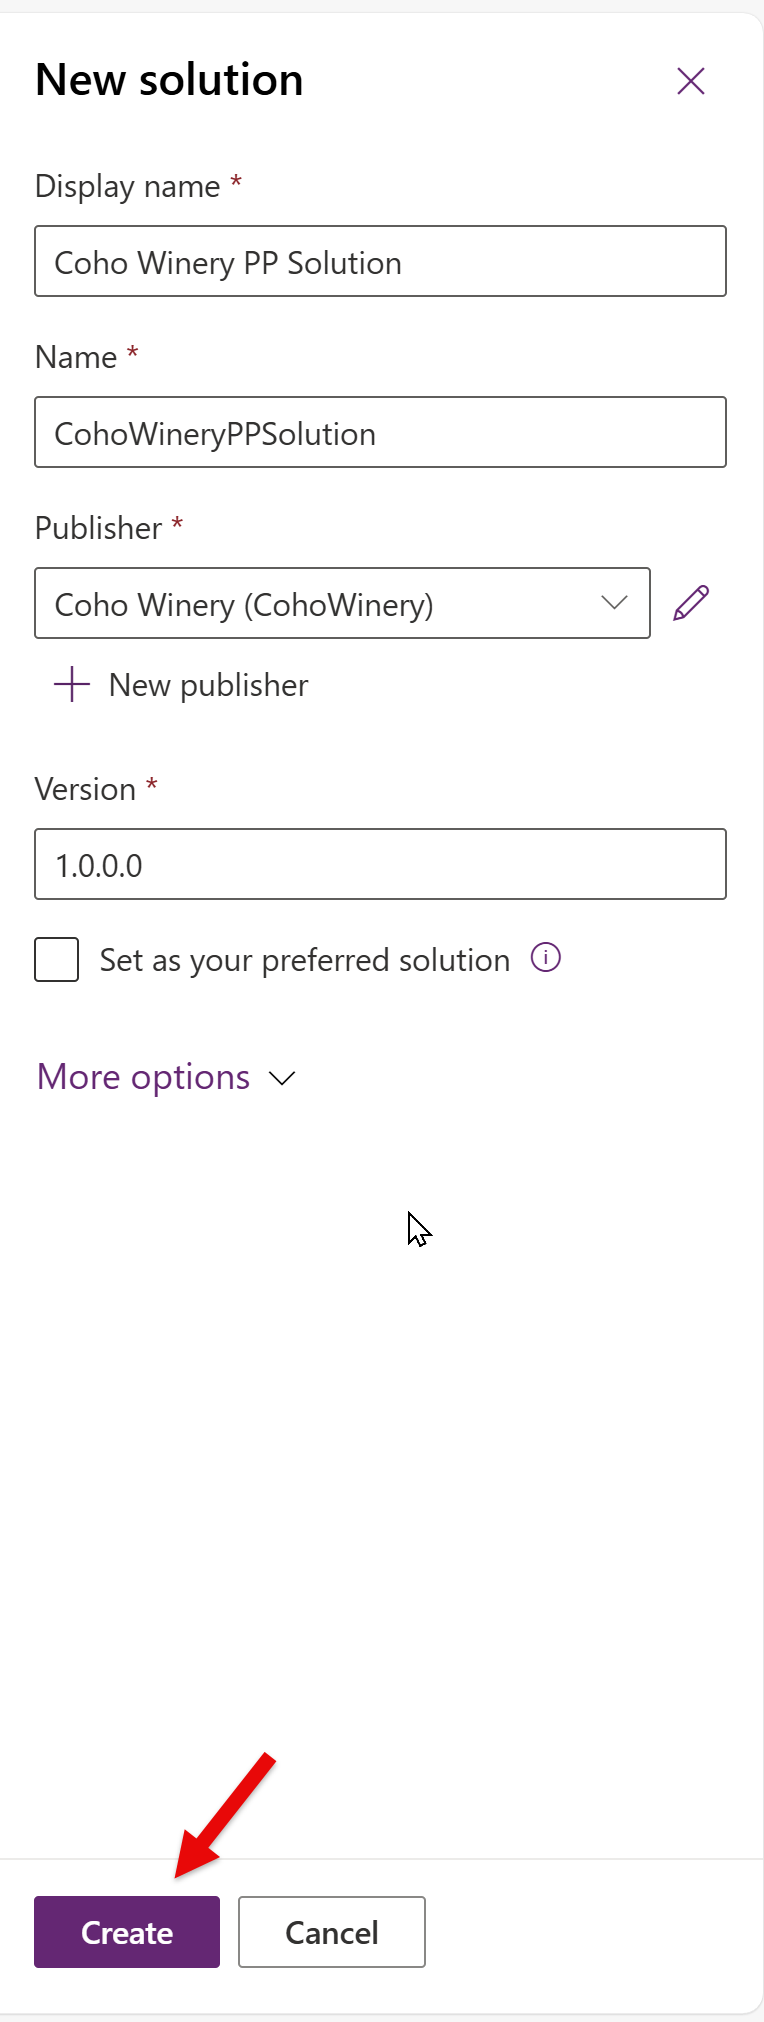 New solution
Display name *
Coho Winery PP Solution
Name *
CohoWineryPPSolution
Publisher *
Coho Winery (CohoWinery)
New publisher
Version *
1.0.0.0
Set as your preferred solution
More options
Create Cancel